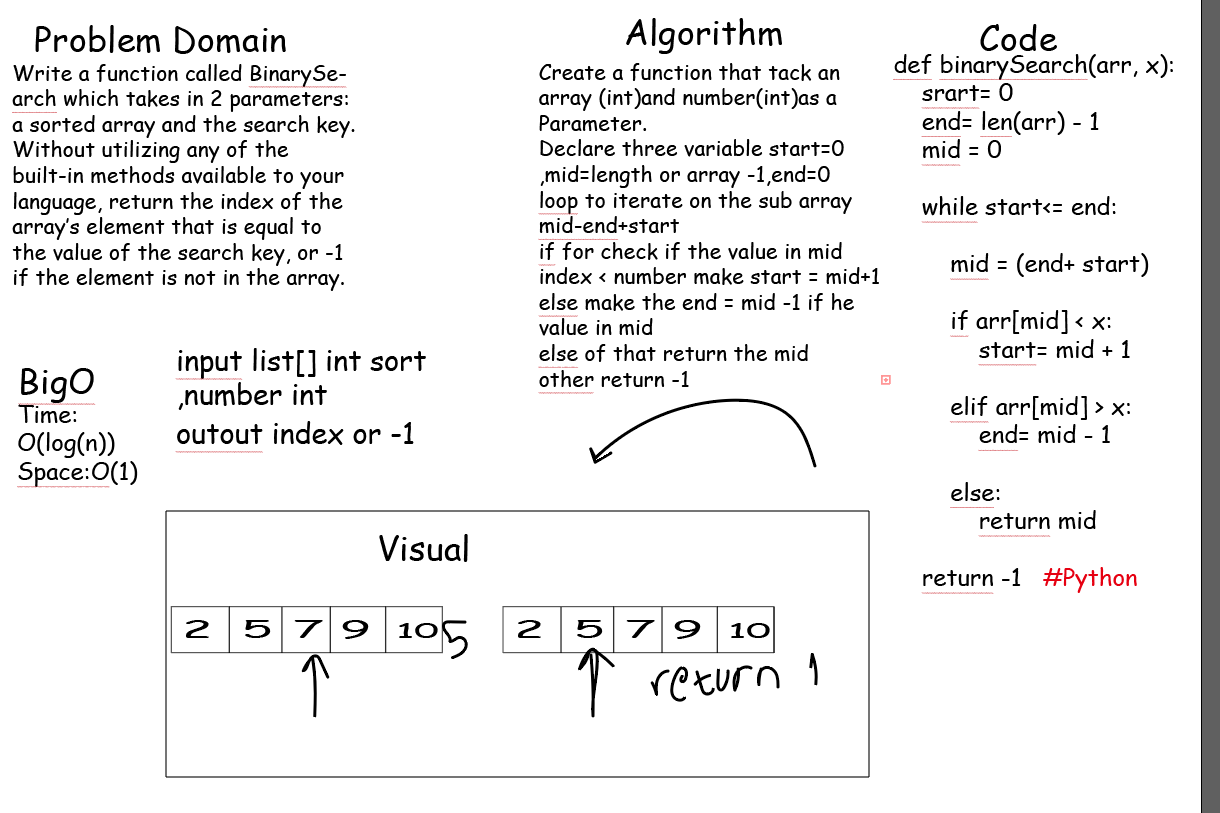 Problem Domain
Write a function called BinarySe-
arch which takes in 2 parameters:
a sorted array and the search key.
Without utilizing any of the
built-in methods available to your
language, return the index of the
array's element that is equal to
the value of the search key, or -1
if the element is not in the array.
BigO
Time:
O(log(n))
Space:O(1)
input list[] int sort
,number int
outout index or -1
Algorithm
Create a function that tack an
array (int)and number(int)as a
Parameter.
Declare three variable start=0
,mid=length or array -1,end=0
loop to iterate on the sub array
mid-end+start
if for check if the value in mid
index < number make start = mid+1
else make the end = mid -1 if he
value in mid
else of that return the mid
other return -1
Code
def binarySearch(arr, x):
srart= 0
end= len(arr) - 1
mid = 0
while start<= end:
mid = (end+ start)
if arr[mid] < x:
start= mid + 1
elif arr[mid] > x:
end= mid - 1
else:
return mid
return -1 #Python
Visual
2 5 7 9 10 5
2 5 7 9 10
return 1